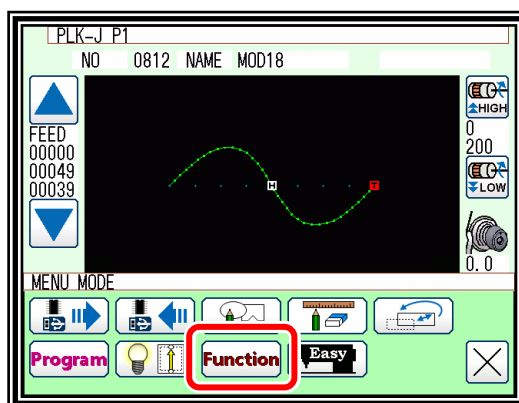 PLK-J P1
NO 0812 NAME MOD18
HIGH
FEED
00000
00049
00039
0
200
LOW
0.0
H
T
MENU MODE
Program
Function
Easy